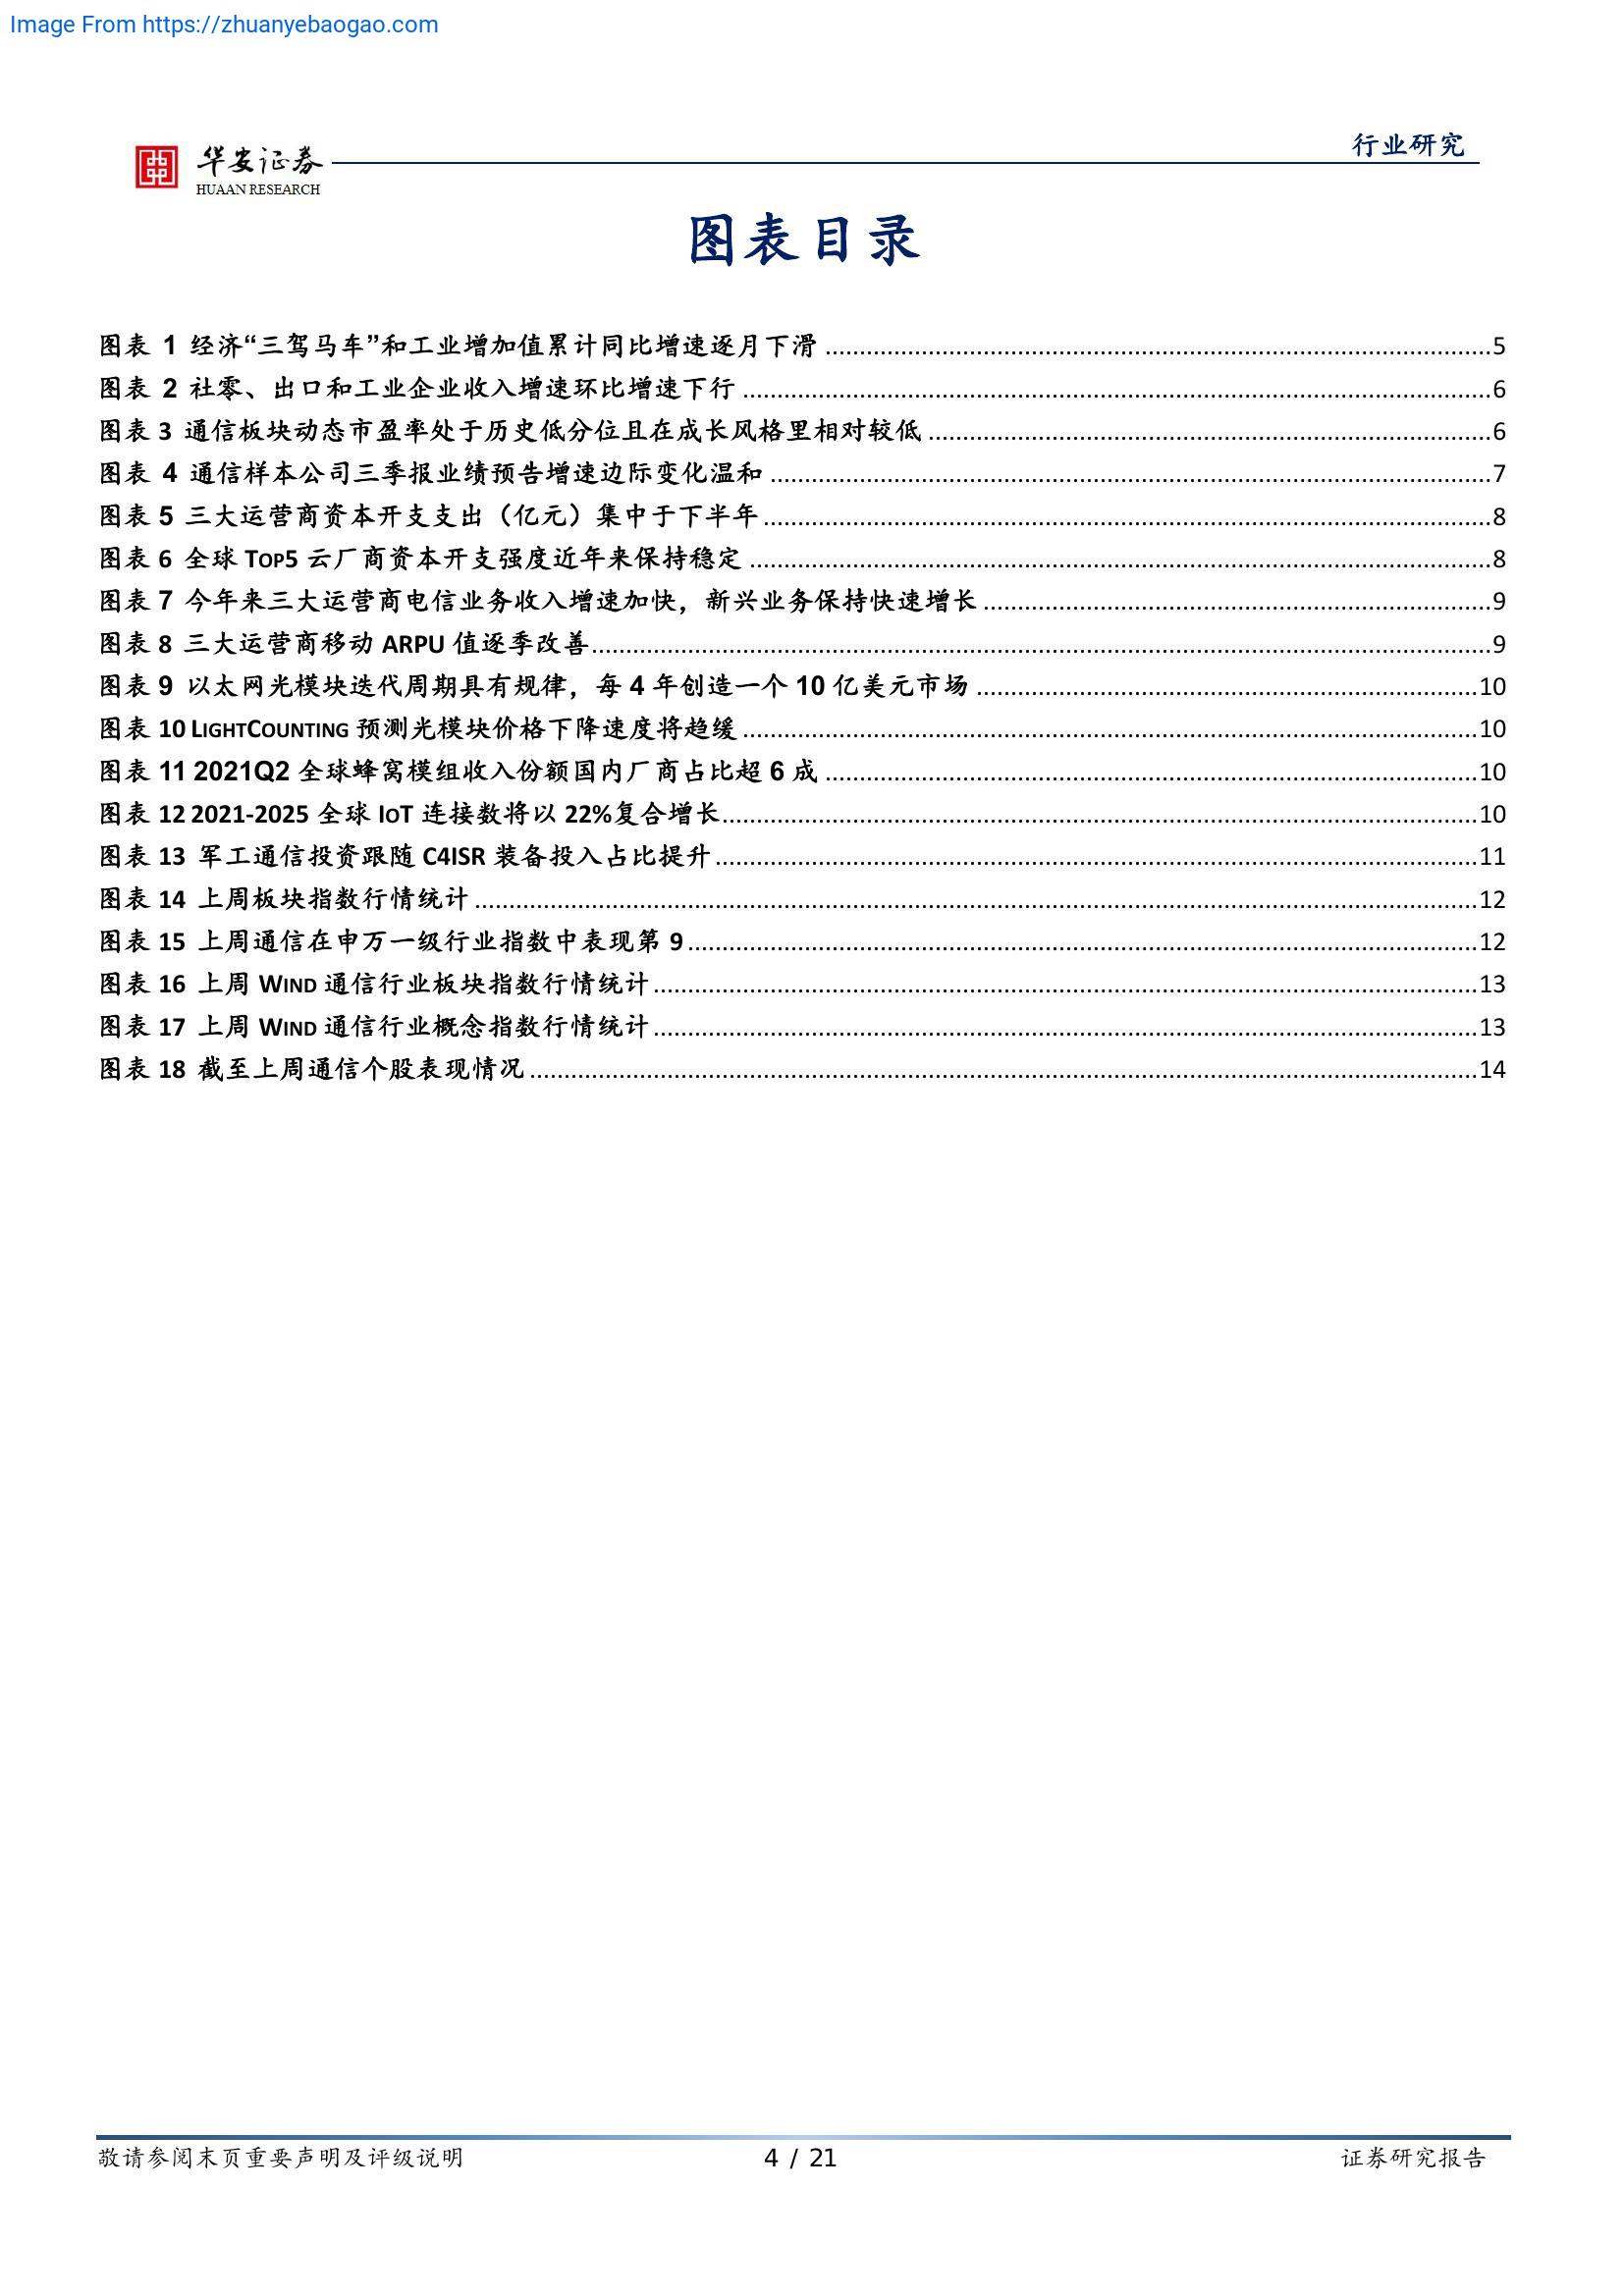 Image From https://zhuanyebaogao.com
行业研究
华安证券
HUAAN RESEARCH
图表目录
图表 1 经济“三驾马车”和工业增加值累计同比增速逐月下滑 5
图表 2 社零、出口和工业企业收入增速环比增速下行 6
图表 3 通信板块动态市盈率处于历史低分位且在成长风格里相对较低 6
图表 4 通信样本公司三季报业绩预告增速边际变化温和 7
图表 5 三大运营商资本开支支出（亿元）集中于下半年 8
图表 6 全球 Top5 云厂商资本开支强度近年来保持稳定 8
图表 7 今年来三大运营商电信业务收入增速加快，新兴业务保持快速增长 9
图表 8 三大运营商移动 ARPU 值逐季改善 9
图表 9 以太网光模块迭代周期具有规律，每 4 年创造一个 10 亿美元市场 10
图表 10 LightCounting 预测光模块价格下降速度将趋缓 10
图表 11 2021Q2 全球蜂窝模组收入份额国内厂商占比超 6 成 10
图表 12 2021-2025 全球 IoT 连接数将以 22%复合增长 10
图表 13 军工通信投资跟随 C4ISR 装备投入占比提升 11
图表 14 上周板块指数行情统计 12
图表 15 上周通信在申万一级行业指数中表现第 9 12
图表 16 上周 Wind 通信行业板块指数行情统计 13
图表 17 上周 Wind 通信行业概念指数行情统计 13
图表 18 截至上周通信个股表现情况 14
敬请参阅末页重要声明及评级说明 4 / 21 证券研究报告